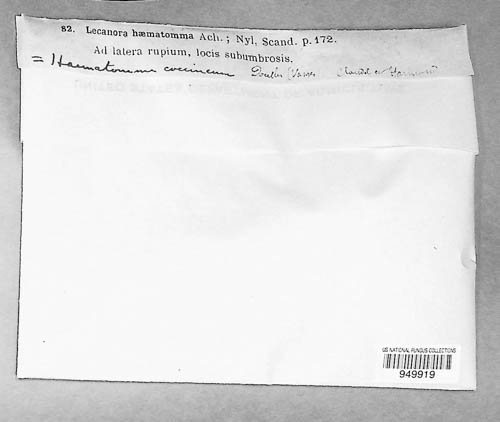 82. Lecanora hæmatomma Ach.; Nyl. Scand. p. 172.
Ad latera rupium, locis subumbrosis.
= Haematomma coccineum
US NATIONAL FUNGUS COLLECTIONS
949919